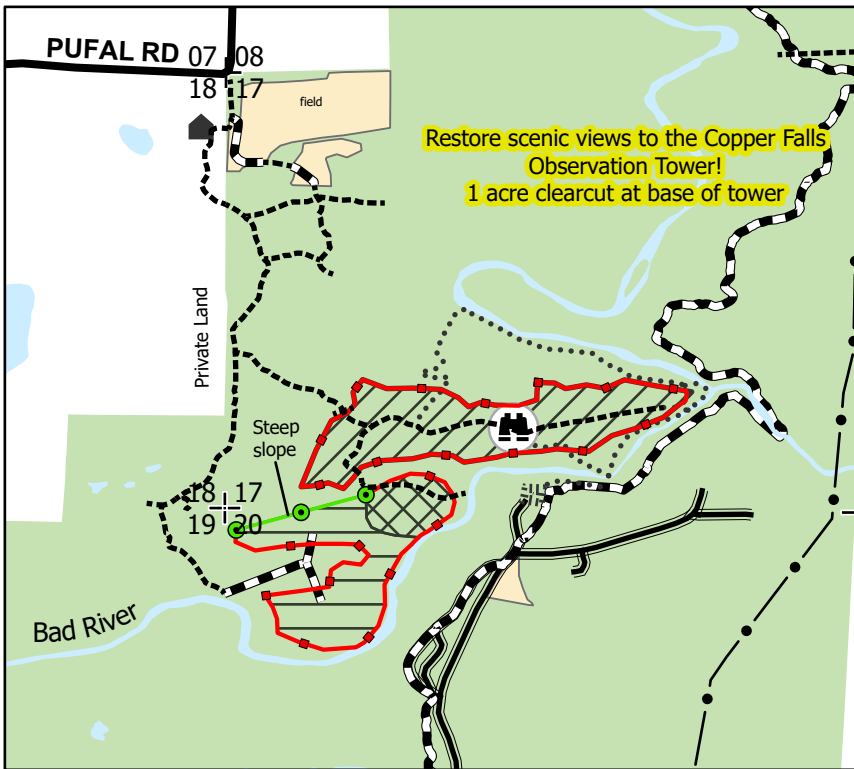 PUFAL RD
07 08
18 17
field
Restore scenic views to the Copper Falls
Observation Tower!
1 acre clearcut at base of tower
Private Land
Steep
slope
18 17
19 20
Bad River